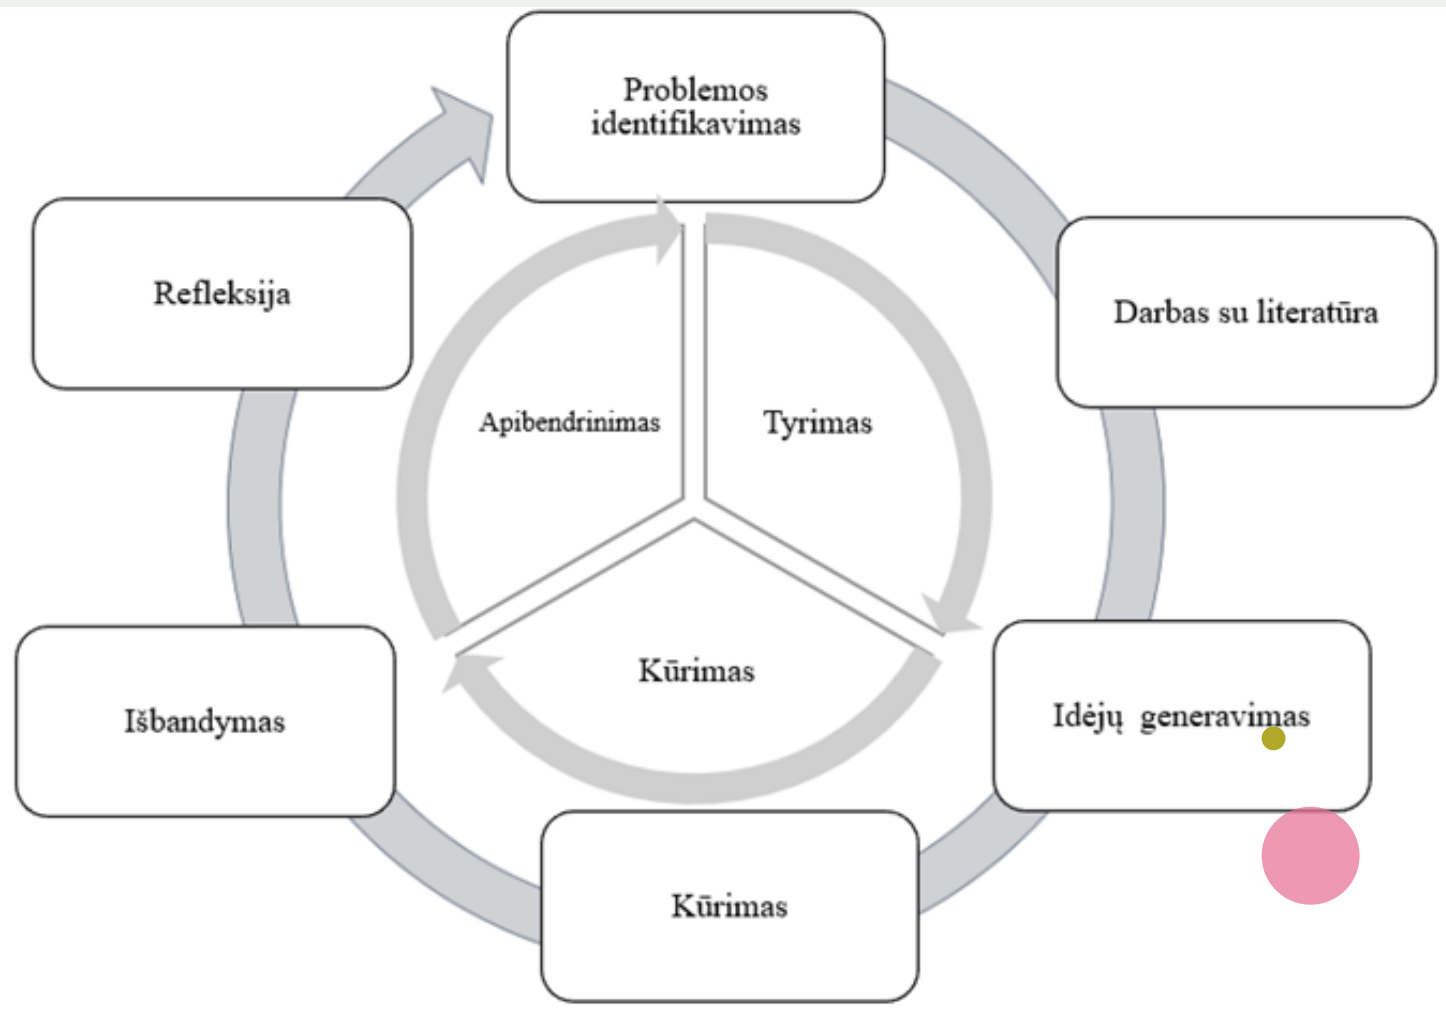 Problemos
identifikavimas
Refleksija
Darbas su literatūra
Apibendrinimas
Tyrimas
Kūrimas
Išbandymas
Idėjų generavimas
Kūrimas